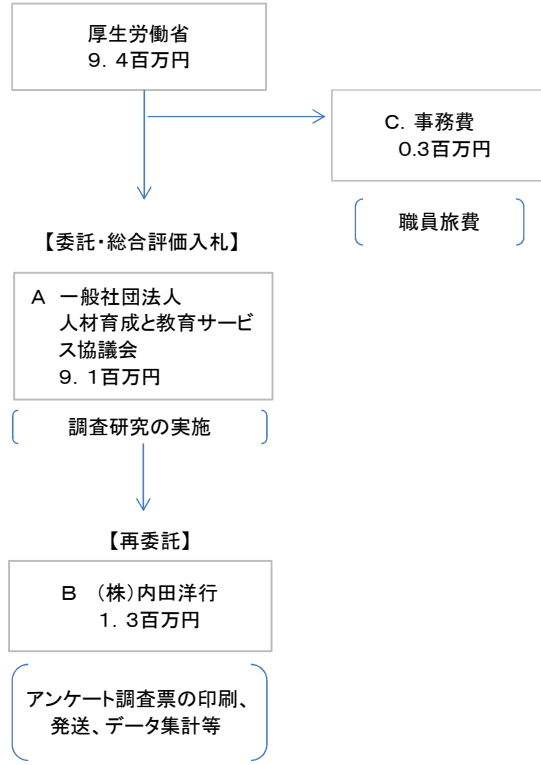 厚生労働省
９．４百万円
Ｃ．事務費
０.３百万円
職員旅費
【委託・総合評価入札】
Ａ　一般社団法人
人材育成と教育サービ
ス協議会
９．１百万円
調査研究の実施
【再委託】
Ｂ　（株）内田洋行
１．３百万円
アンケート調査票の印刷、
発送、データ集計等